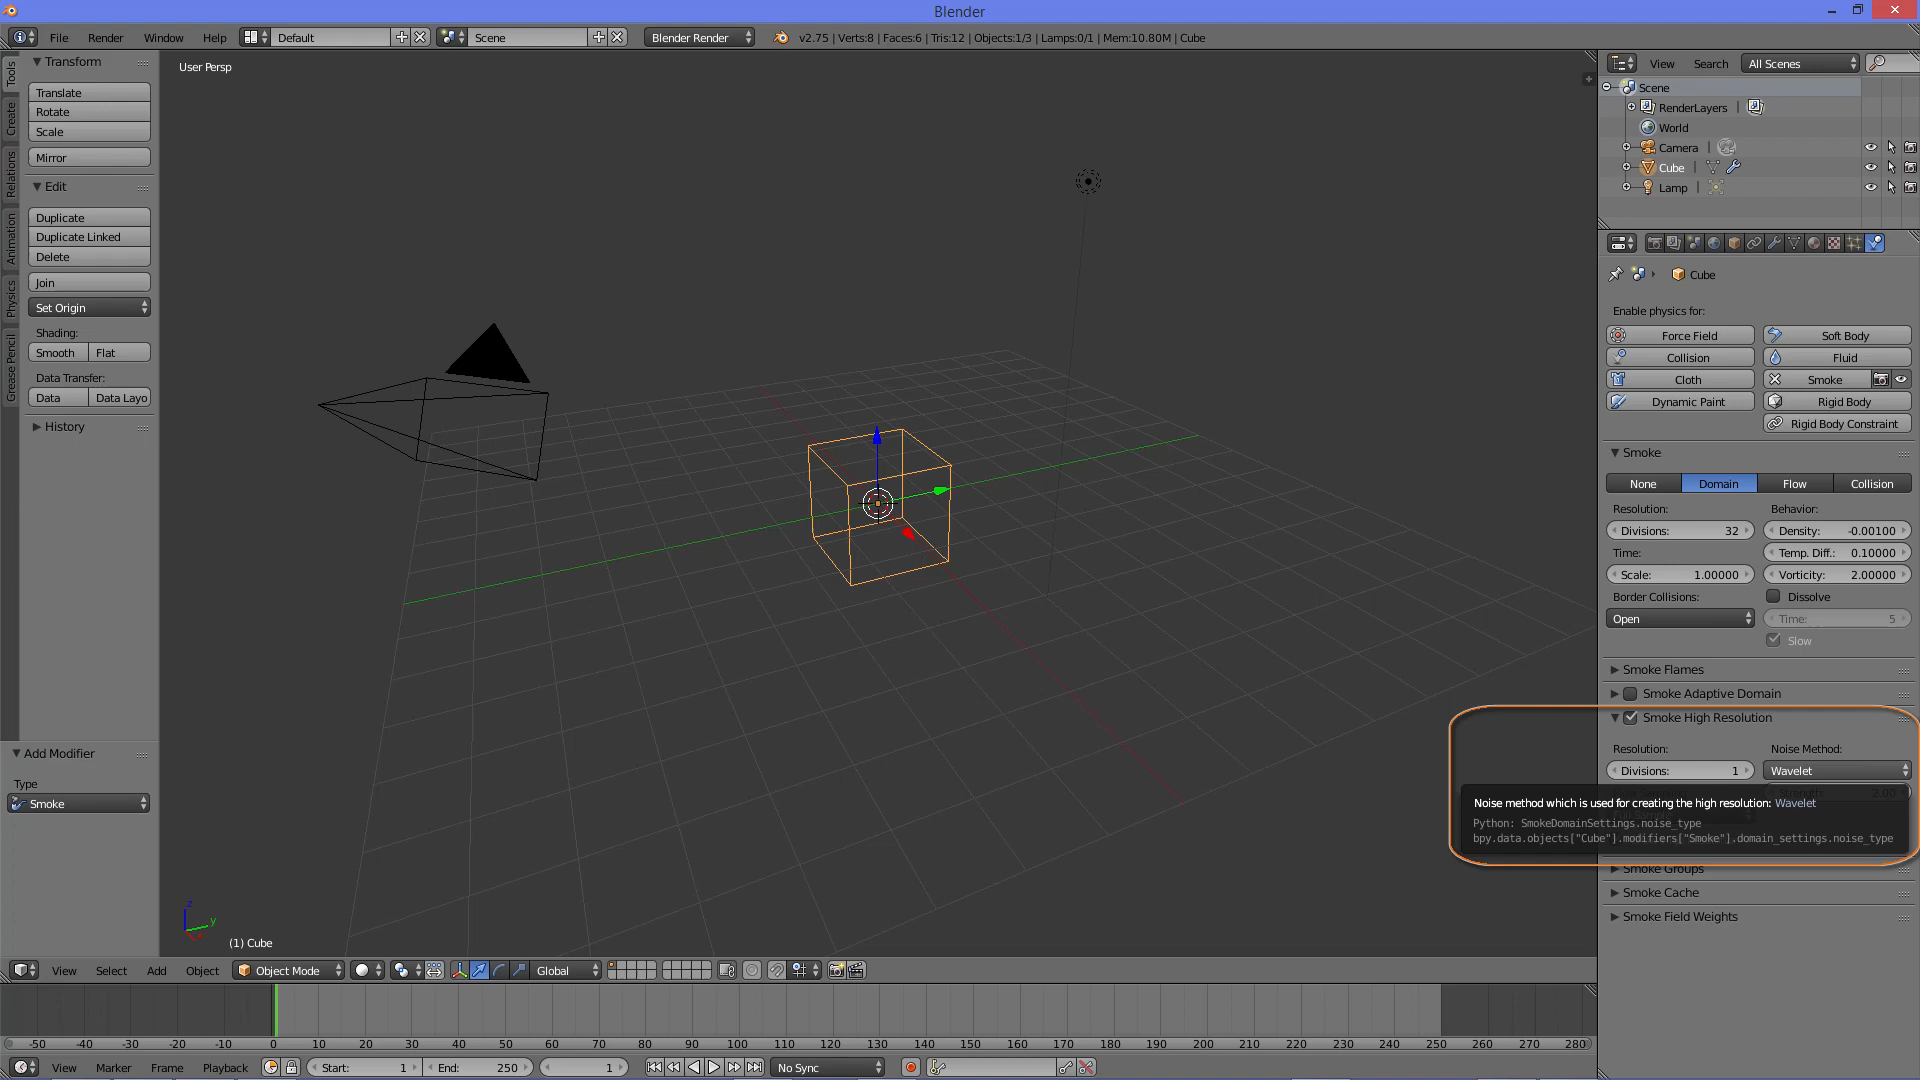 Blender
File Render Window Help Default Scene Blender Render v2.75 | Verts:8 | Faces:6 | Tris:12 | Objects:1/3 | Lamps:0/1 | Mem:10.80M | Cube
Tools
Create
Relations
Animation
Physics
Grease Pencil
Transform
Translate
Rotate
Scale
Mirror
Edit
Duplicate
Duplicate Linked
Delete
Join
Set Origin
Shading:
Smooth Flat
Data Transfer:
Data Data Layo
History
Add Modifier
Type
Smoke
User Persp
z
y
x
(1) Cube
View Search All Scenes
Scene
RenderLayers |
World
Camera |
Cube |
Lamp |
Cube
Enable physics for:
Force Field Soft Body
Collision Fluid
Cloth Smoke
Dynamic Paint Rigid Body
Rigid Body Constraint
Smoke
None Domain Flow Collision
Resolution: Behavior:
Divisions: 32 Density: -0.00100
Time: Temp. Diff.: 0.10000
Scale: 1.00000 Vorticity: 2.00000
Border Collisions: Dissolve
Open Time: 5
Slow
Smoke Flames
Smoke Adaptive Domain
Smoke High Resolution
Resolution: Noise Method:
Divisions: 1 Wavelet
Strength: 2.00
Noise method which is used for creating the high resolution: Wavelet
Python: SmokeDomainSettings.noise_type
bpy.data.objects["Cube"].modifiers["Smoke"].domain_settings.noise_type
Smoke Groups
Smoke Cache
Smoke Field Weights
View Select Add Object Object Mode Global
-50 -40 -30 -20 -10 0 10 20 30 40 50 60 70 80 90 100 110 120 130 140 150 160 170 180 190 200 210 220 230 240 250 260 270 280
View Marker Frame Playback Start: 1 End: 250 1 No Sync